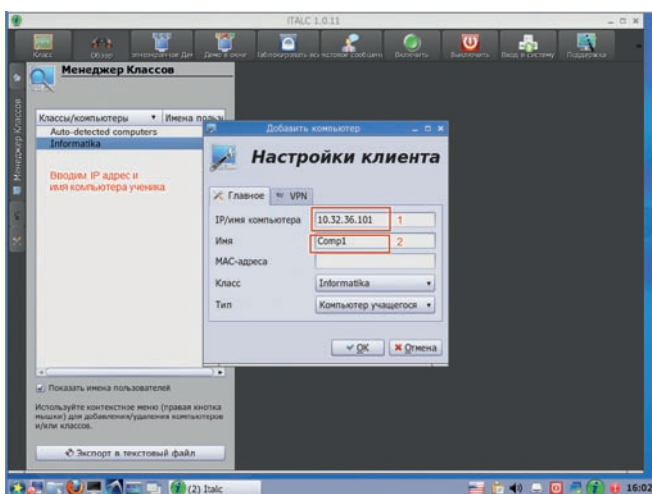 ITALC 1.0.11
Класс
Обзор
Демо в окне
Включить
Выключить
Вход в систему
Поддержка
Менеджер Классов
Менеджер Классов
Классы/компьютеры
Имена
Auto-detected computers
Informatika
Вводим IP адрес и
имя компьютера ученика
Добавить компьютер
Настройки клиента
Главное
VPN
IP/имя компьютера
10.32.36.101
1
Имя
Comp1
2
MAC-адреса
Класс
Informatika
Тип
Компьютер учащегося
OK
Отмена
Показать имена пользователей
Используйте контекстное меню (правая кнопка
мышки) для добавления/удаления компьютеров
и/или классов.
Экспорт в текстовый файл
(2) Italc
16:02